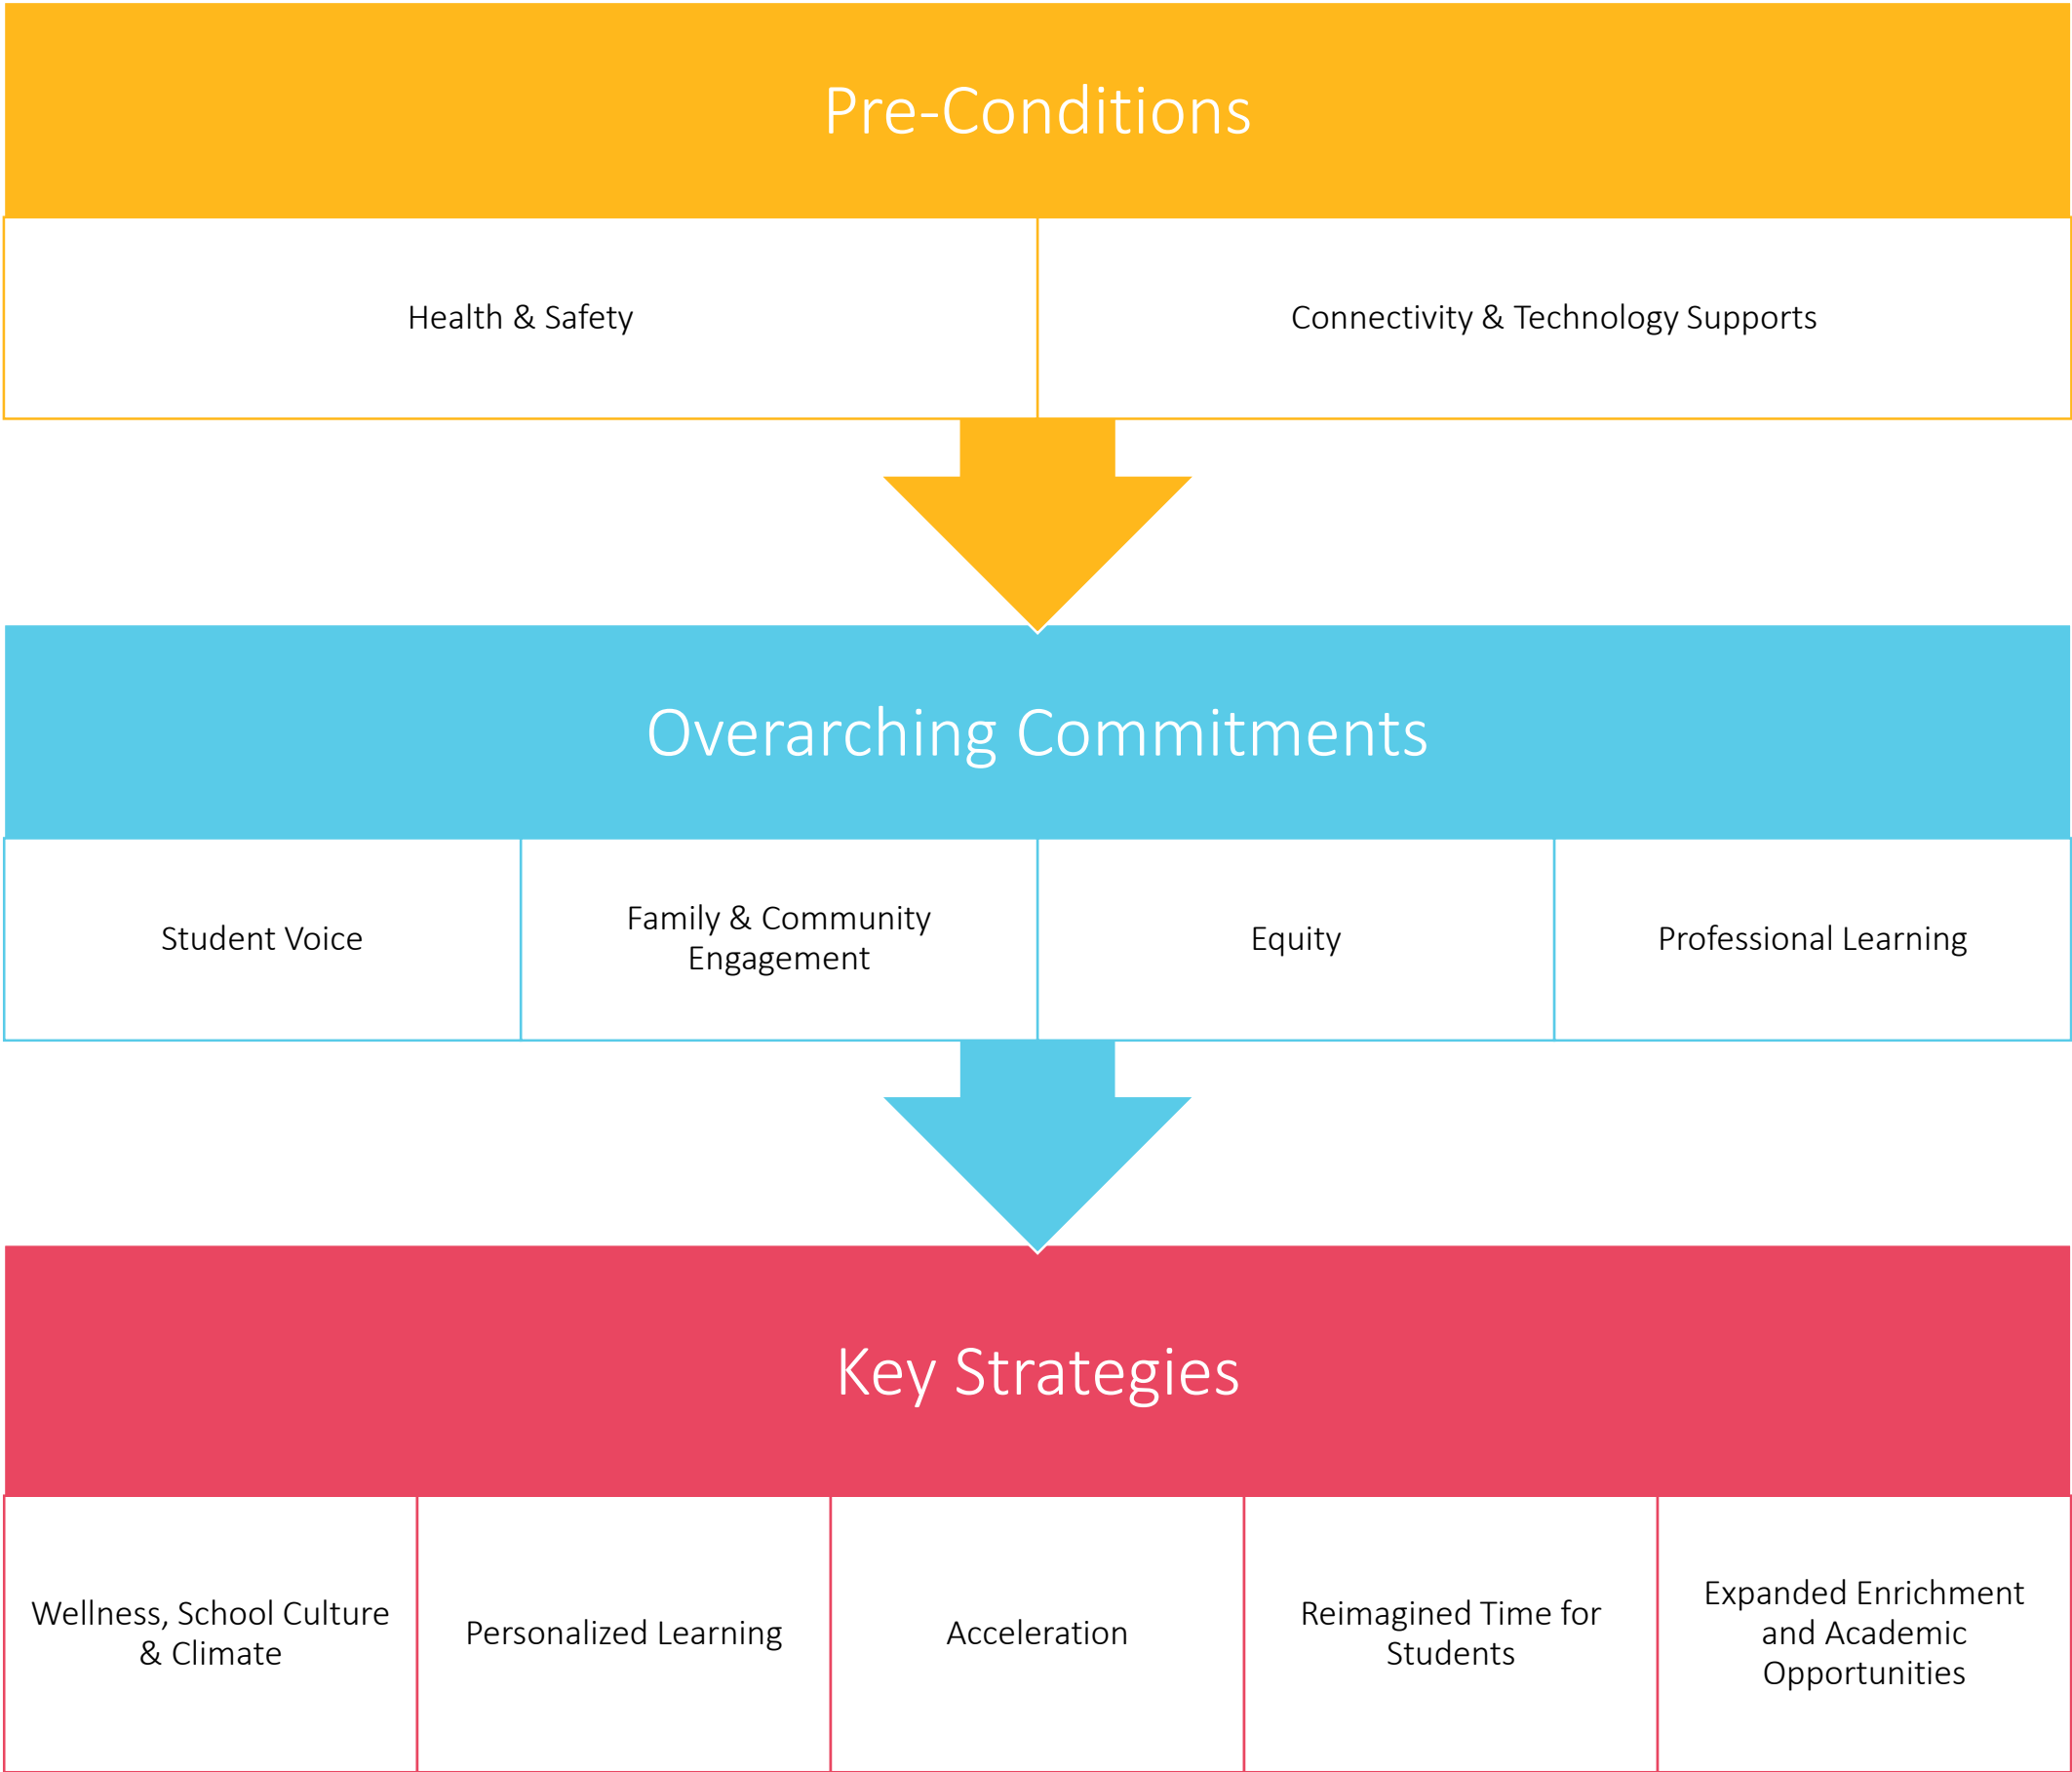 Pre-Conditions
Health & Safety
Connectivity & Technology Supports
Overarching Commitments
Student Voice
Family & Community
Engagement
Equity
Professional Learning
Key Strategies
Wellness, School Culture
& Climate
Personalized Learning
Acceleration
Reimagined Time for
Students
Expanded Enrichment
and Academic
Opportunities